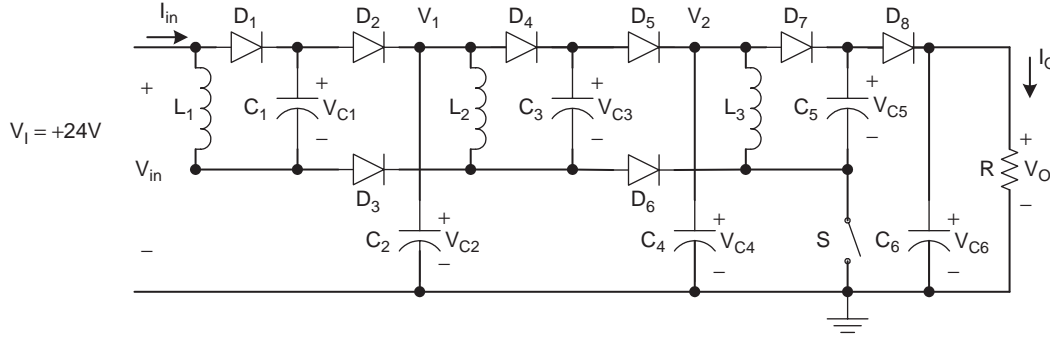 I_in D_1 D_2 V_1 D_4 D_5 V_2 D_7 D_8
+ L_1 C_1 + V_C1 − L_2 C_3 + V_C3 − L_3 C_5 + V_C5 − I_O
V_I = +24V
V_in D_3 D_6 R + V_O −
− C_2 + V_C2 − C_4 + V_C4 − S C_6 + V_C6 −